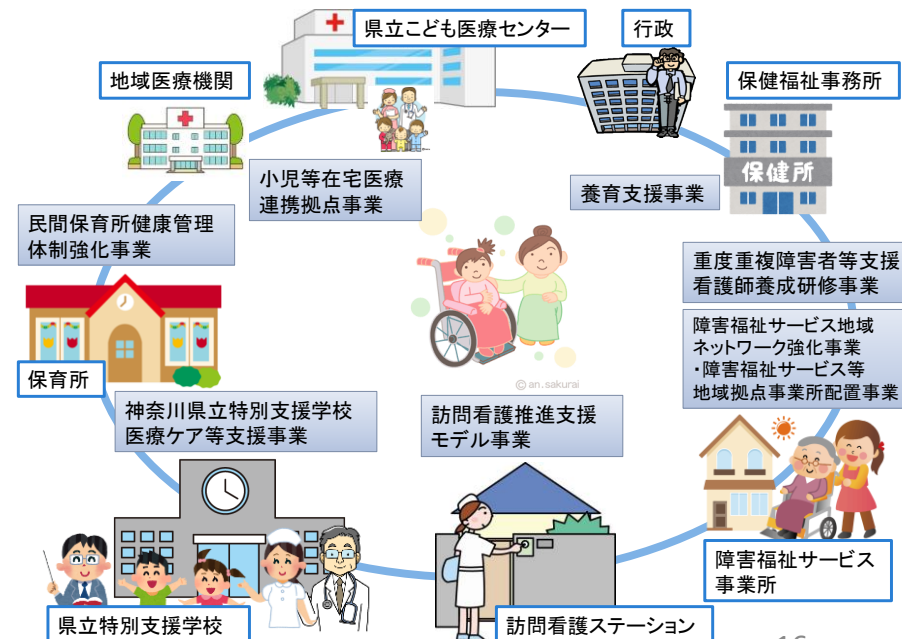 県立こども医療センター
行政
地域医療機関
保健福祉事務所
保健所
小児等在宅医療
連携拠点事業
養育支援事業
民間保育所健康管理
体制強化事業
重度重複障害者等支援
看護師養成研修事業
障害福祉サービス地域
ネットワーク強化事業
・障害福祉サービス等
地域拠点事業所配置事業
保育所
© an.sakurai
神奈川県立特別支援学校
医療ケア等支援事業
訪問看護推進支援
モデル事業
障害福祉サービス
事業所
県立特別支援学校
訪問看護ステーション